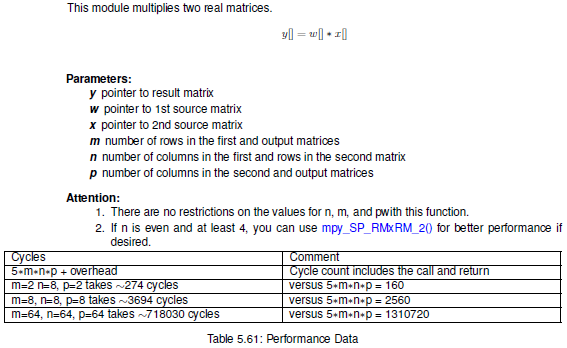 This module multiplies two real matrices.
y[] = w[] * x[]
Parameters:
y pointer to result matrix
w pointer to 1st source matrix
x pointer to 2nd source matrix
m number of rows in the first and output matrices
n number of columns in the first and rows in the second matrix
p number of columns in the second and output matrices
Attention:
1. There are no restrictions on the values for n, m, and pwith this function.
2. If n is even and at least 4, you can use mpy_SP_RMxRM_2() for better performance if
desired.
Cycles Comment
5*m*n*p + overhead Cycle count includes the call and return
m=2 n=8, p=2 takes ~274 cycles versus 5*m*n*p = 160
m=8, n=8, p=8 takes ~3694 cycles versus 5*m*n*p = 2560
m=64, n=64, p=64 takes ~718030 cycles versus 5*m*n*p = 1310720
Table 5.61: Performance Data